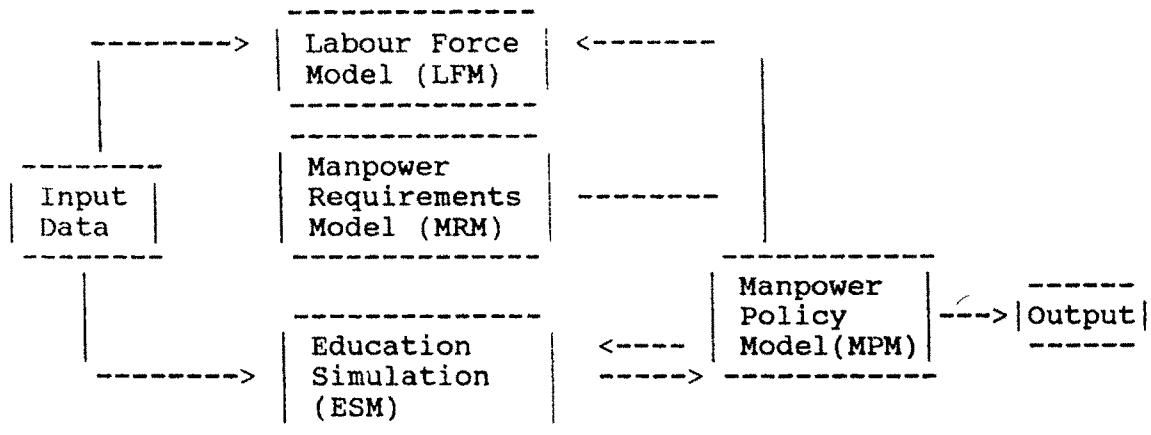 Labour Force
Model (LFM)
Manpower
Requirements
Model (MRM)
Input
Data
Manpower
Policy
Model(MPM)
Output
Education
Simulation
(ESM)